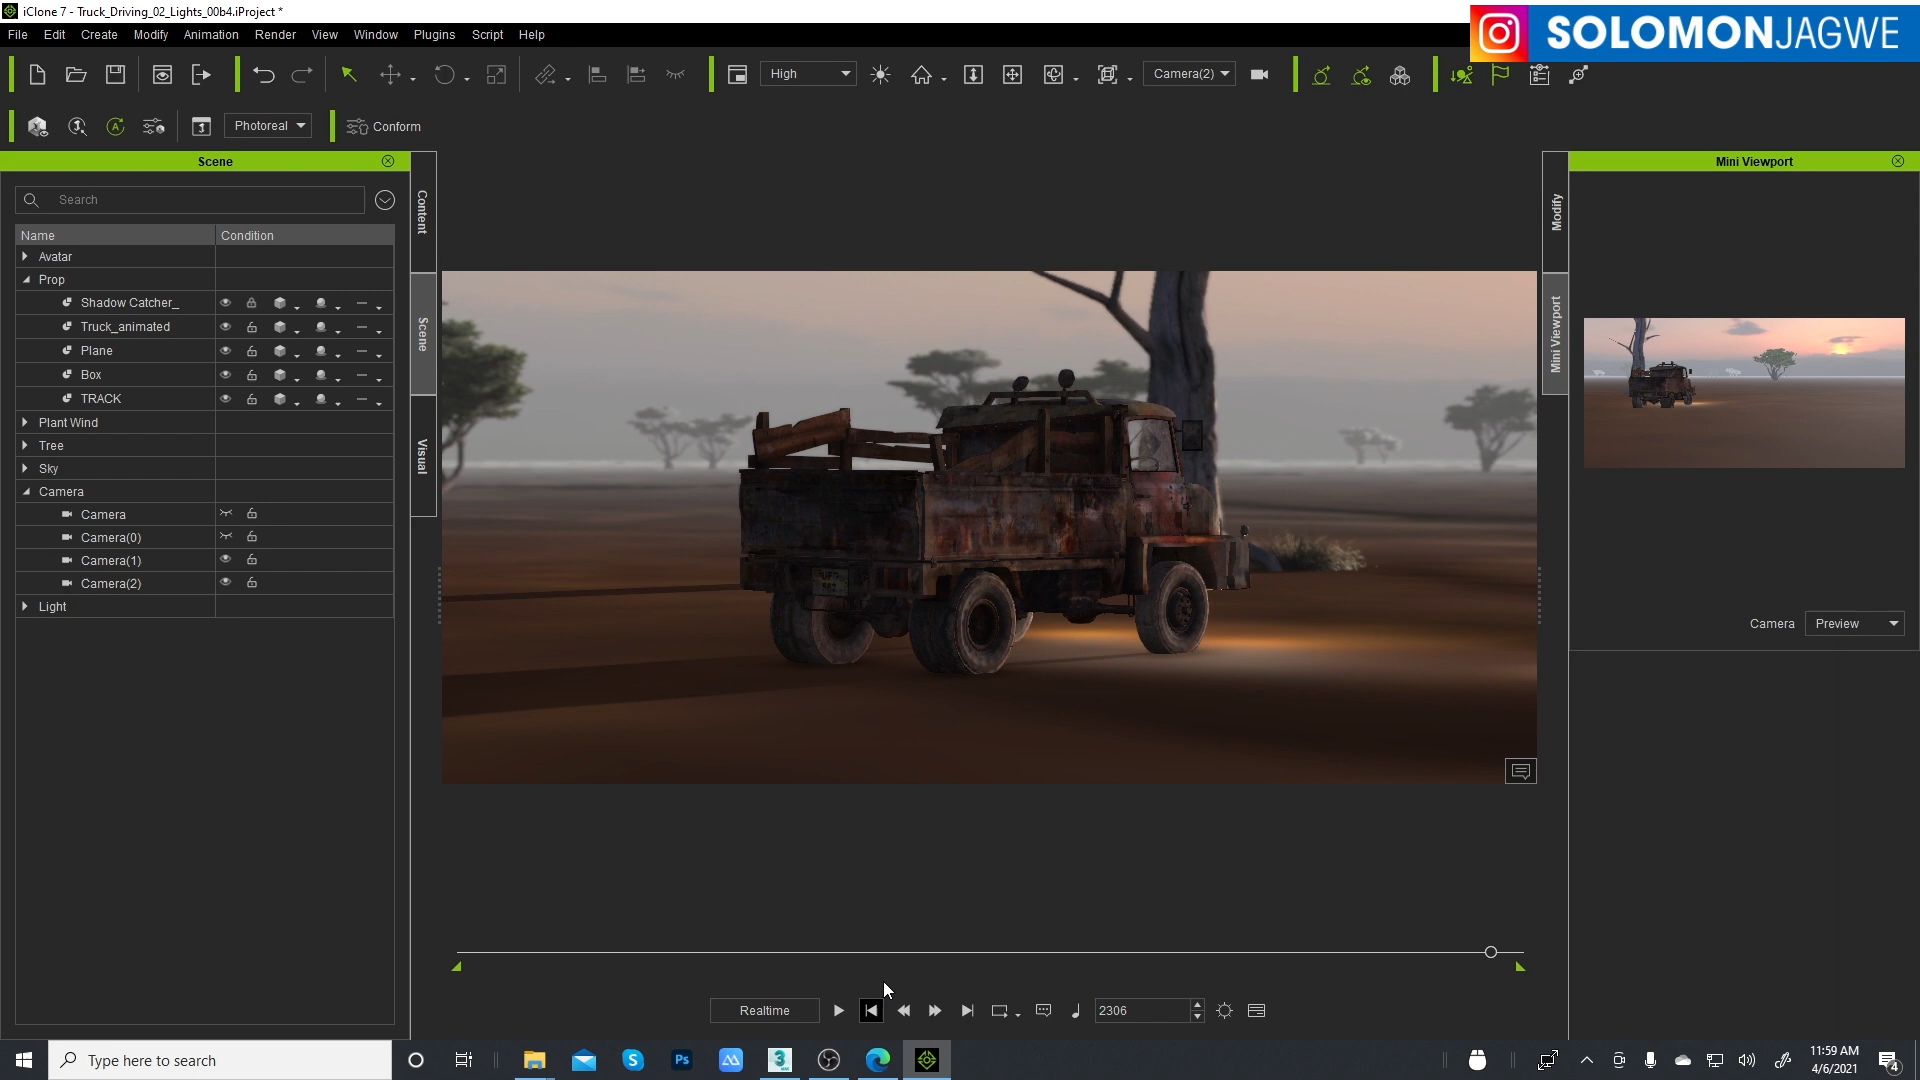 iClone 7 - Truck_Driving_02_Lights_00b4.iProject *
SOLOMONJAGWE
File Edit Create Modify Animation Render View Window Plugins Script Help
High
Camera(2)
Photoreal
Conform
Scene
Mini Viewport
Search
Content
Modify
Name Condition
Avatar
Prop
Shadow Catcher_
Truck_animated
Plane
Box
TRACK
Plant Wind
Tree
Sky
Camera
Camera
Camera(0)
Camera(1)
Camera(2)
Light
Scene
Visual
Mini Viewport
Camera Preview
Realtime
2306
Type here to search
Ps
3
11:59 AM
4/6/2021
4